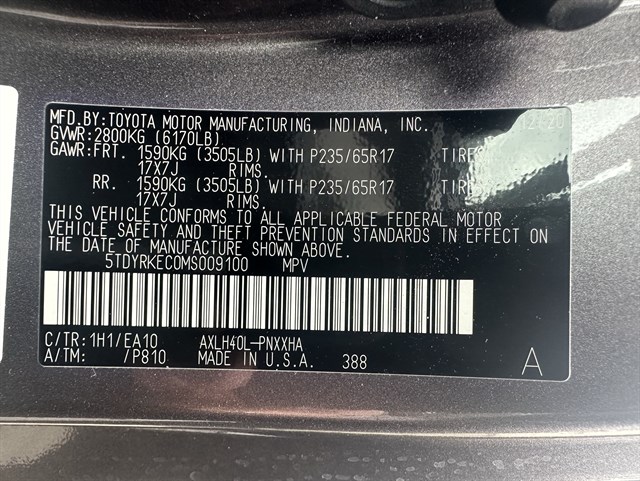 MFD.BY:TOYOTA MOTOR MANUFACTURING, INDIANA, INC.
GVWR:2800KG (6170LB)
GAWR:FRT. 1590KG (3505LB) WITH P235/65R17 TIRES
17X7J RIMS.
RR. 1590KG (3505LB) WITH P235/65R17 TIRES
17X7J RIMS.
THIS VEHICLE CONFORMS TO ALL APPLICABLE FEDERAL MOTOR
VEHICLE SAFETY AND THEFT PREVENTION STANDARDS IN EFFECT ON
THE DATE OF MANUFACTURE SHOWN ABOVE.
5TDYRKEC0MS009100 MPV
C/TR:1H1/EA10 AXLH40L-PNXXHA
A/TM: /P810 MADE IN U.S.A. 388 A